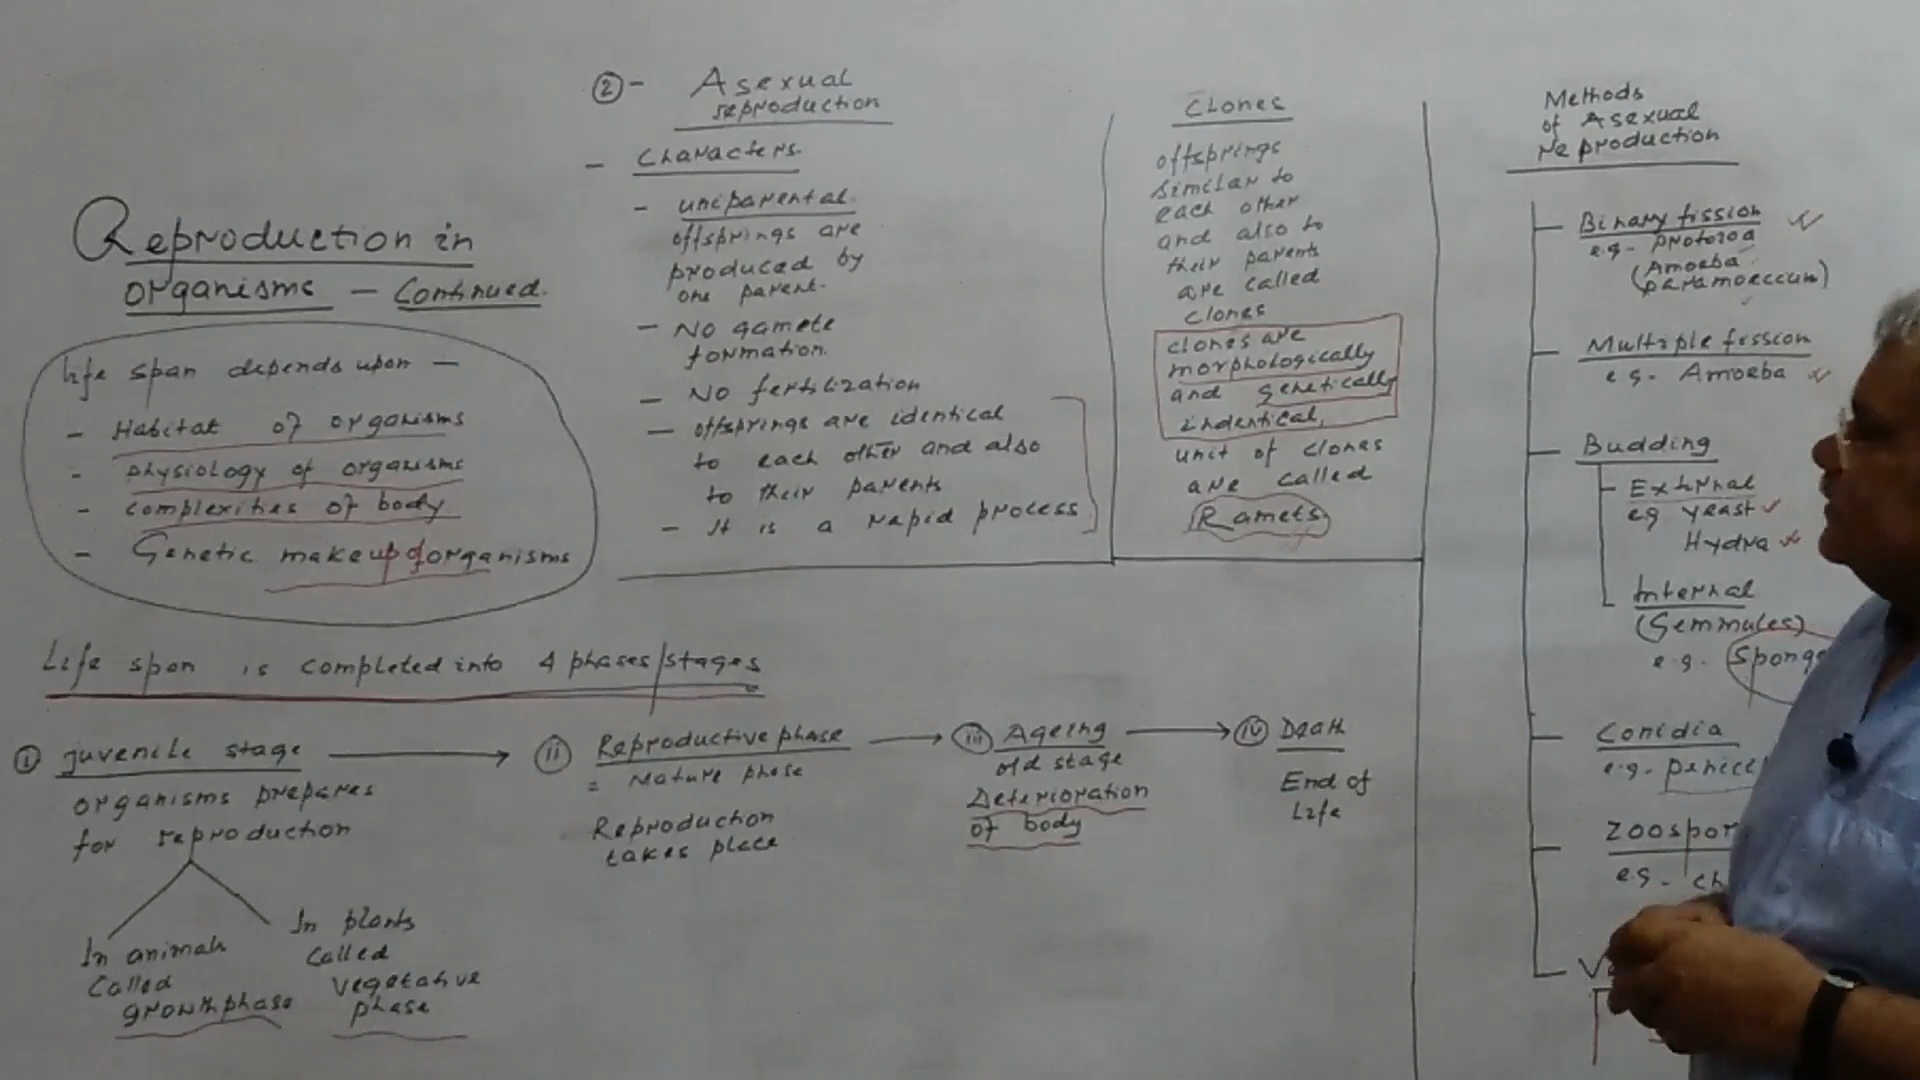 Reproduction in
organisms - Continued.
life span depends upon -
- Habitat of organisms
- physiology of organisms
- complexities of body
- Genetic makeup of organisms
② - Asexual
reproduction
- Characters
- uniparental
offsprings are
produced by
one parent.
- No gamete
formation.
- No fertilization
- offsprings are identical
to each other and also
to their parents
- It is a rapid process
Clones
offsprings
similar to
each other
and also to
their parents
are called
clones
clones are
morphologically
and genetically
indentical,
unit of clones
are called
Ramets
Methods
of Asexual
reproduction
Binary fission
e.g- protozoa
(Amoeba
paramoeccum)
Multiple fission
e.g. Amoeba
Budding
- External
eg yeast
Hydra
- Internal
(Gemmules)
e.g. Sponge
Conidia
e.g. penici
Zoospor
e.g- ch
Life span is completed into 4 phases/stages
① juvenile stage
organisms prepares
for reproduction
In animals
called
growth phase
In plants
called
vegetative
phase
ⅱ Reproductive phase
= Mature phase
Reproduction
takes place
ⅲ Ageing
old stage
Deterioration
of body
ⅳ Death
End of
Life